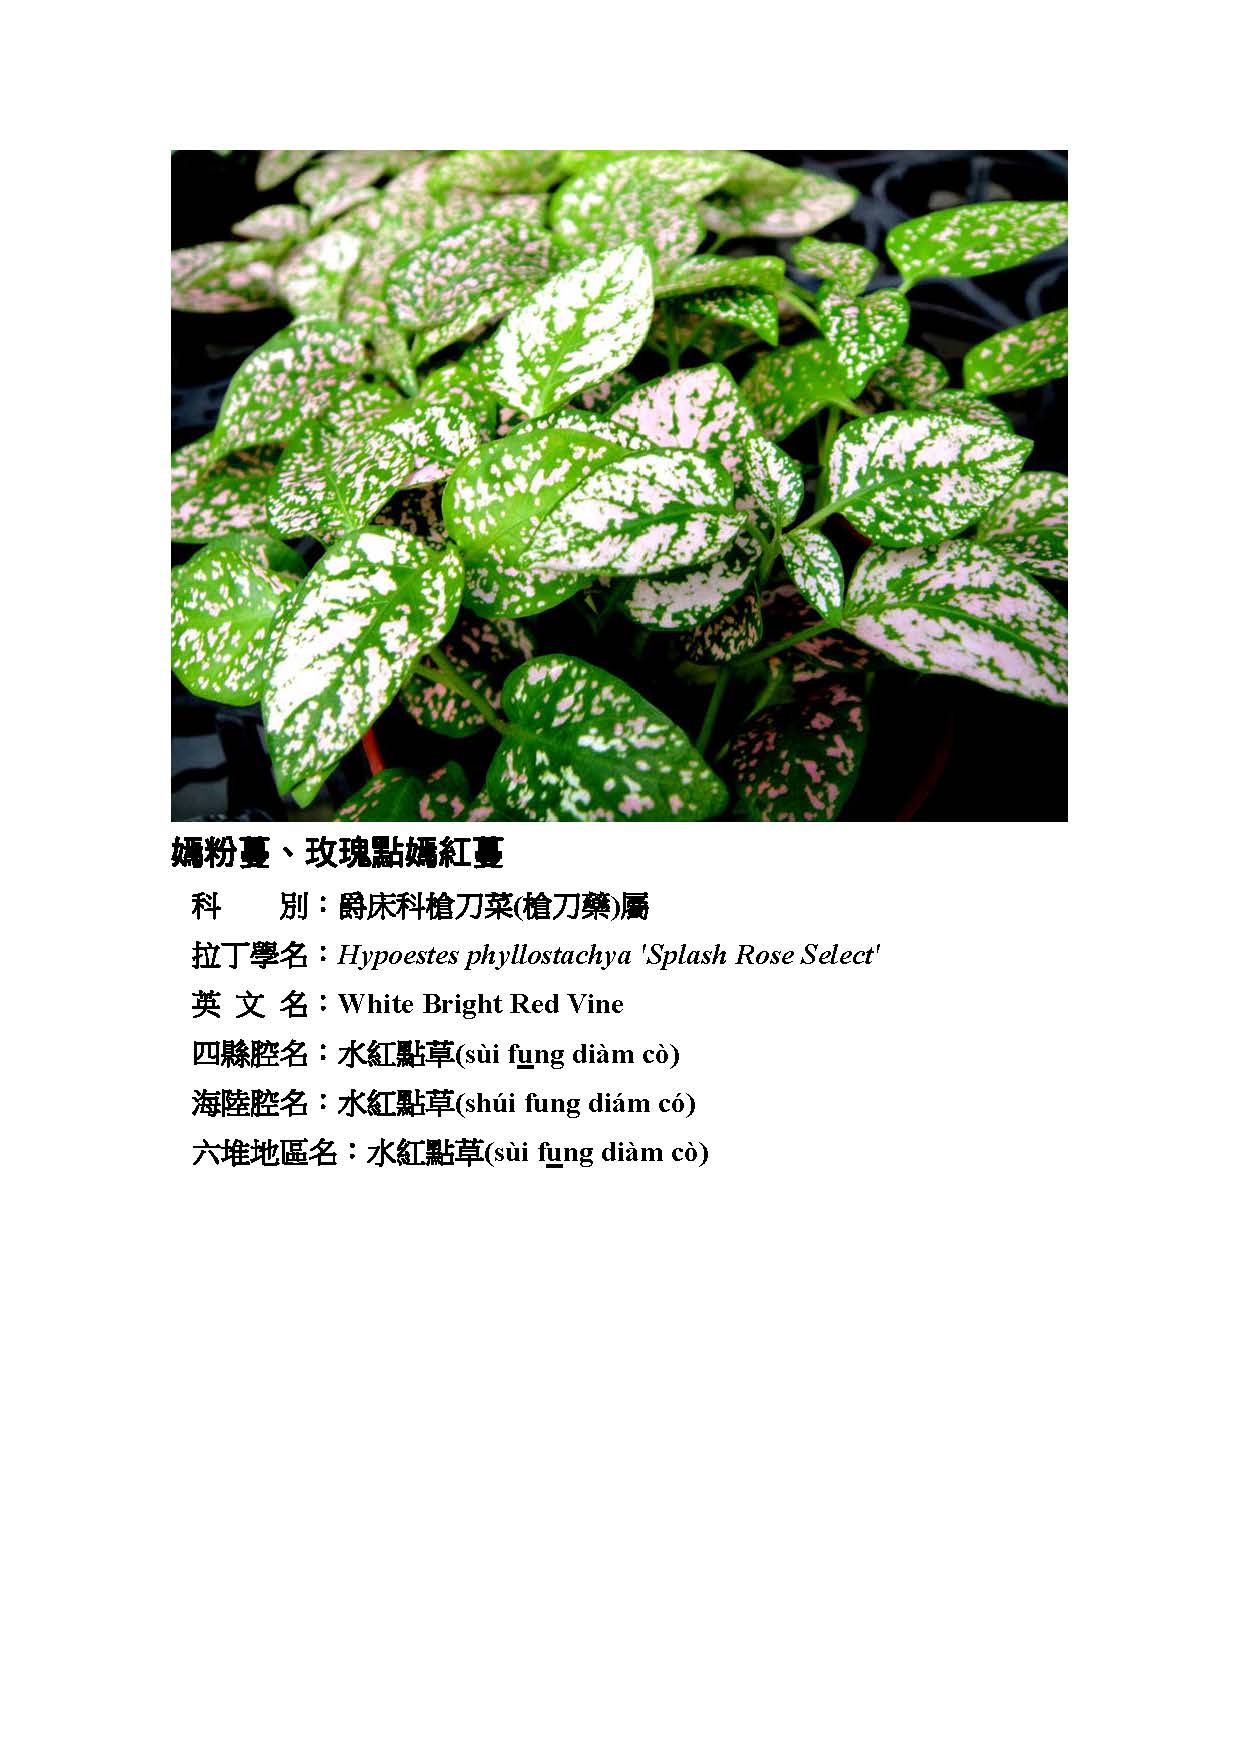 嫣粉蔓、玫瑰點嫣紅蔓
科　　別：爵床科槍刀菜(槍刀藥)屬
拉丁學名：Hypoestes phyllostachya 'Splash Rose Select'
英 文 名：White Bright Red Vine
四縣腔名：水紅點草(sùi fung diàm cò)
海陸腔名：水紅點草(shúi fung diám có)
六堆地區名：水紅點草(sùi fung diàm cò)